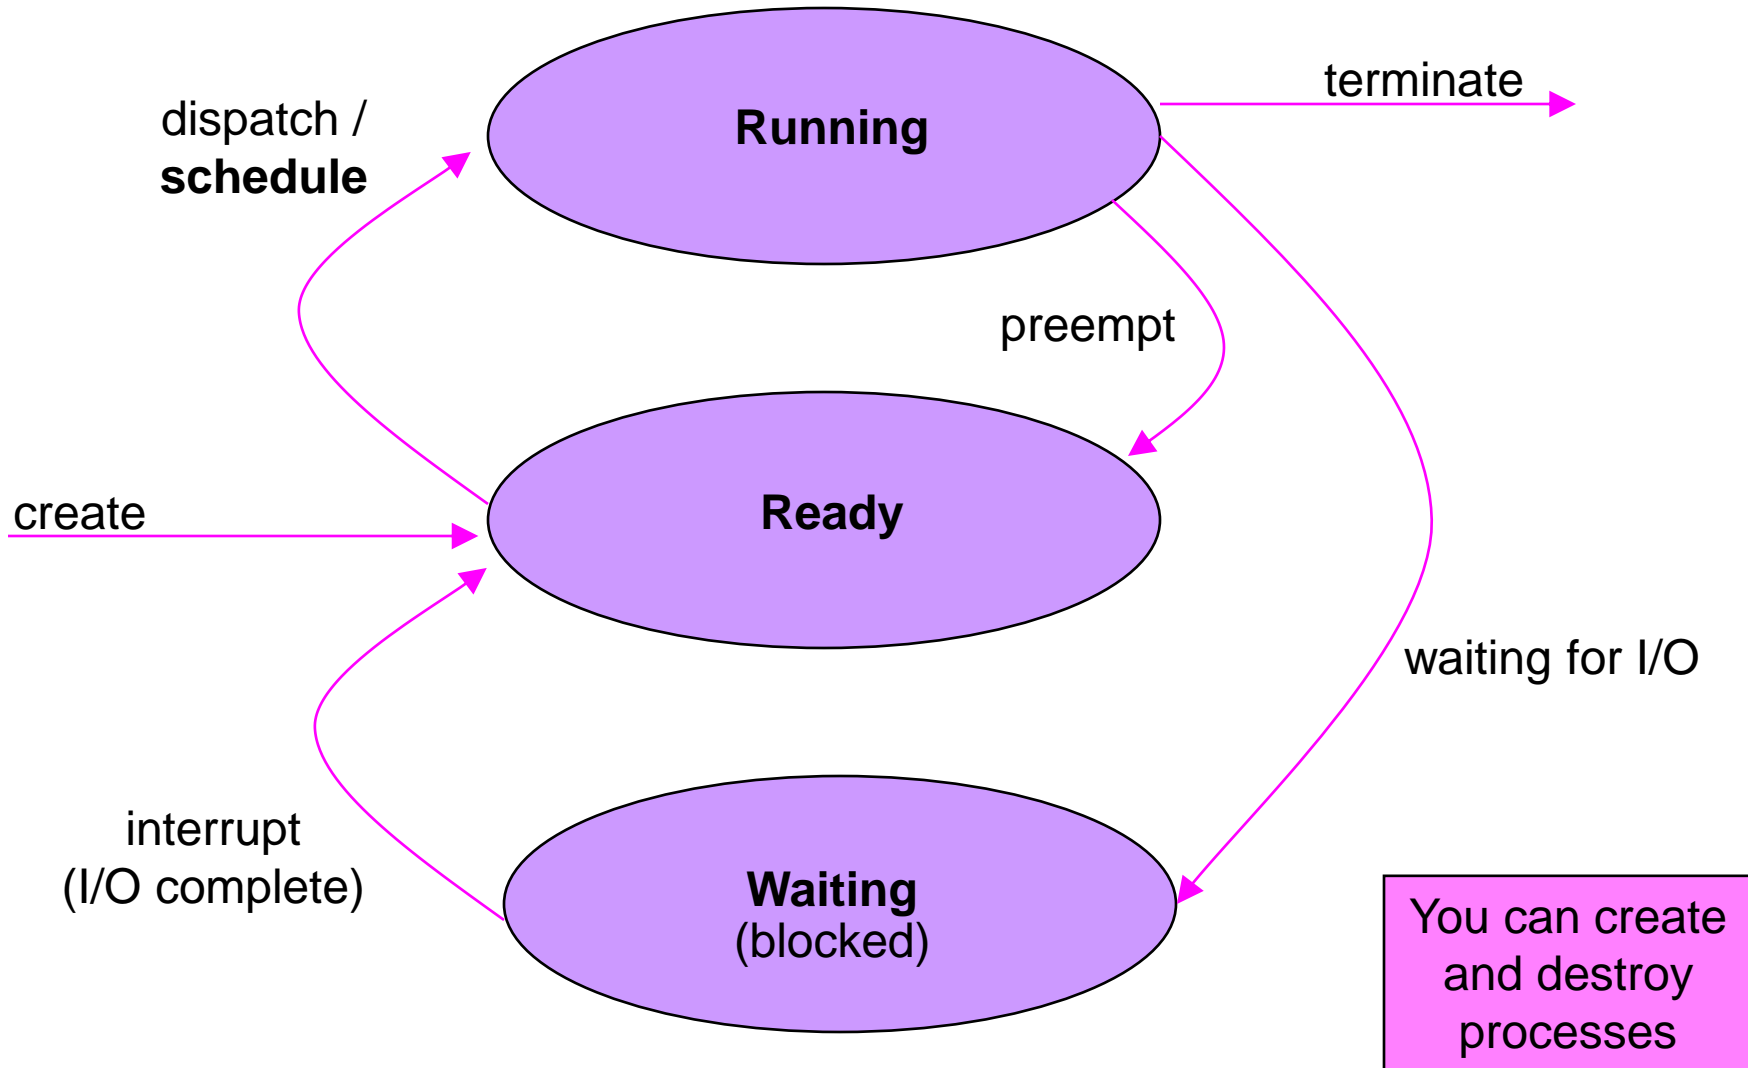 terminate
dispatch /
schedule
Running
preempt
create
Ready
waiting for I/O
interrupt
(I/O complete)
Waiting
(blocked)
You can create
and destroy
processes